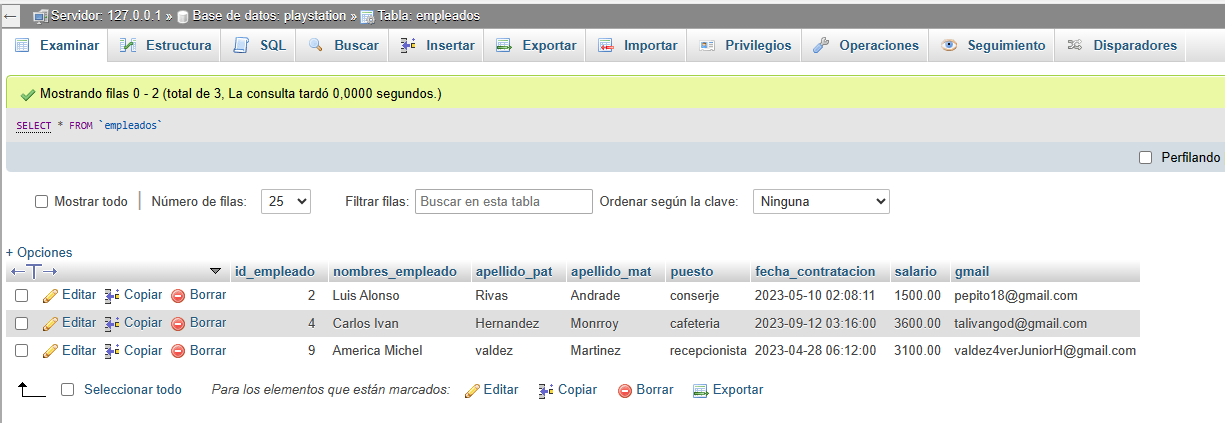 Servidor: 127.0.0.1 » Base de datos: playstation » Tabla: empleados
Examinar Estructura SQL Buscar Insertar Exportar Importar Privilegios Operaciones Seguimiento Disparadores
Mostrando filas 0 - 2 (total de 3, La consulta tardó 0,0000 segundos.)
SELECT * FROM `empleados`
Perfilando
Mostrar todo Número de filas: 25 Filtrar filas: Buscar en esta tabla Ordenar según la clave: Ninguna
+ Opciones
id_empleado nombres_empleado apellido_pat apellido_mat puesto fecha_contratacion salario gmail
Editar Copiar Borrar 2 Luis Alonso Rivas Andrade conserje 2023-05-10 02:08:11 1500.00 pepito18@gmail.com
Editar Copiar Borrar 4 Carlos Ivan Hernandez Monrroy cafeteria 2023-09-12 03:16:00 3600.00 talivangod@gmail.com
Editar Copiar Borrar 9 America Michel valdez Martinez recepcionista 2023-04-28 06:12:00 3100.00 valdez4verJuniorH@gmail.com
Seleccionar todo Para los elementos que están marcados: Editar Copiar Borrar Exportar